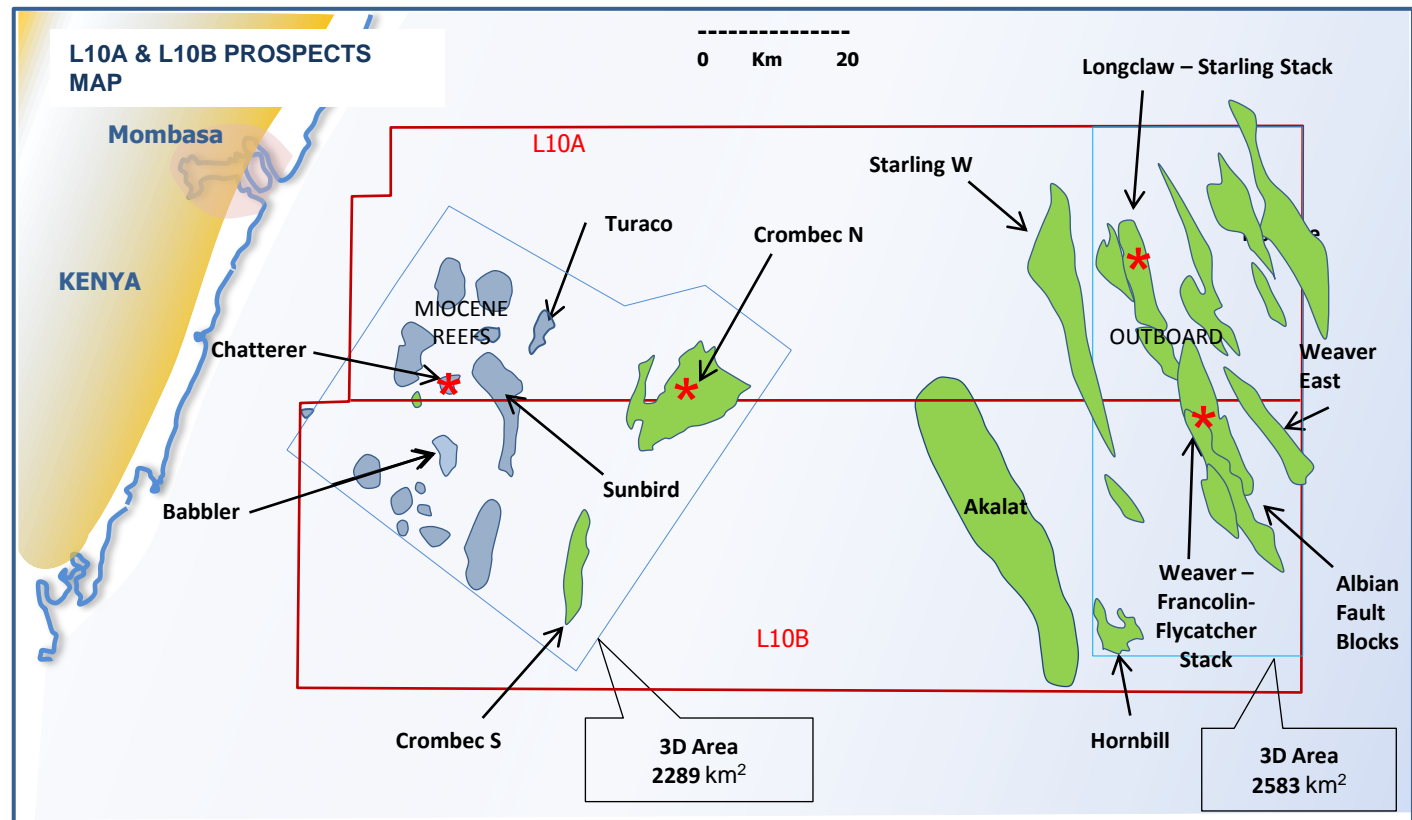 L10A & L10B PROSPECTS
MAP
0 Km 20
Longclaw – Starling Stack
Mombasa
L10A
Starling W
Turaco
Crombec N
KENYA
MIOCENE
REEFS
OUTBOARD
Chatterer
Weaver
East
Sunbird
Babbler
Akalat
Weaver –
Francolin-
Flycatcher
Stack
Albian
Fault
Blocks
L10B
Crombec S
Hornbill
3D Area
2289 km²
3D Area
2583 km²